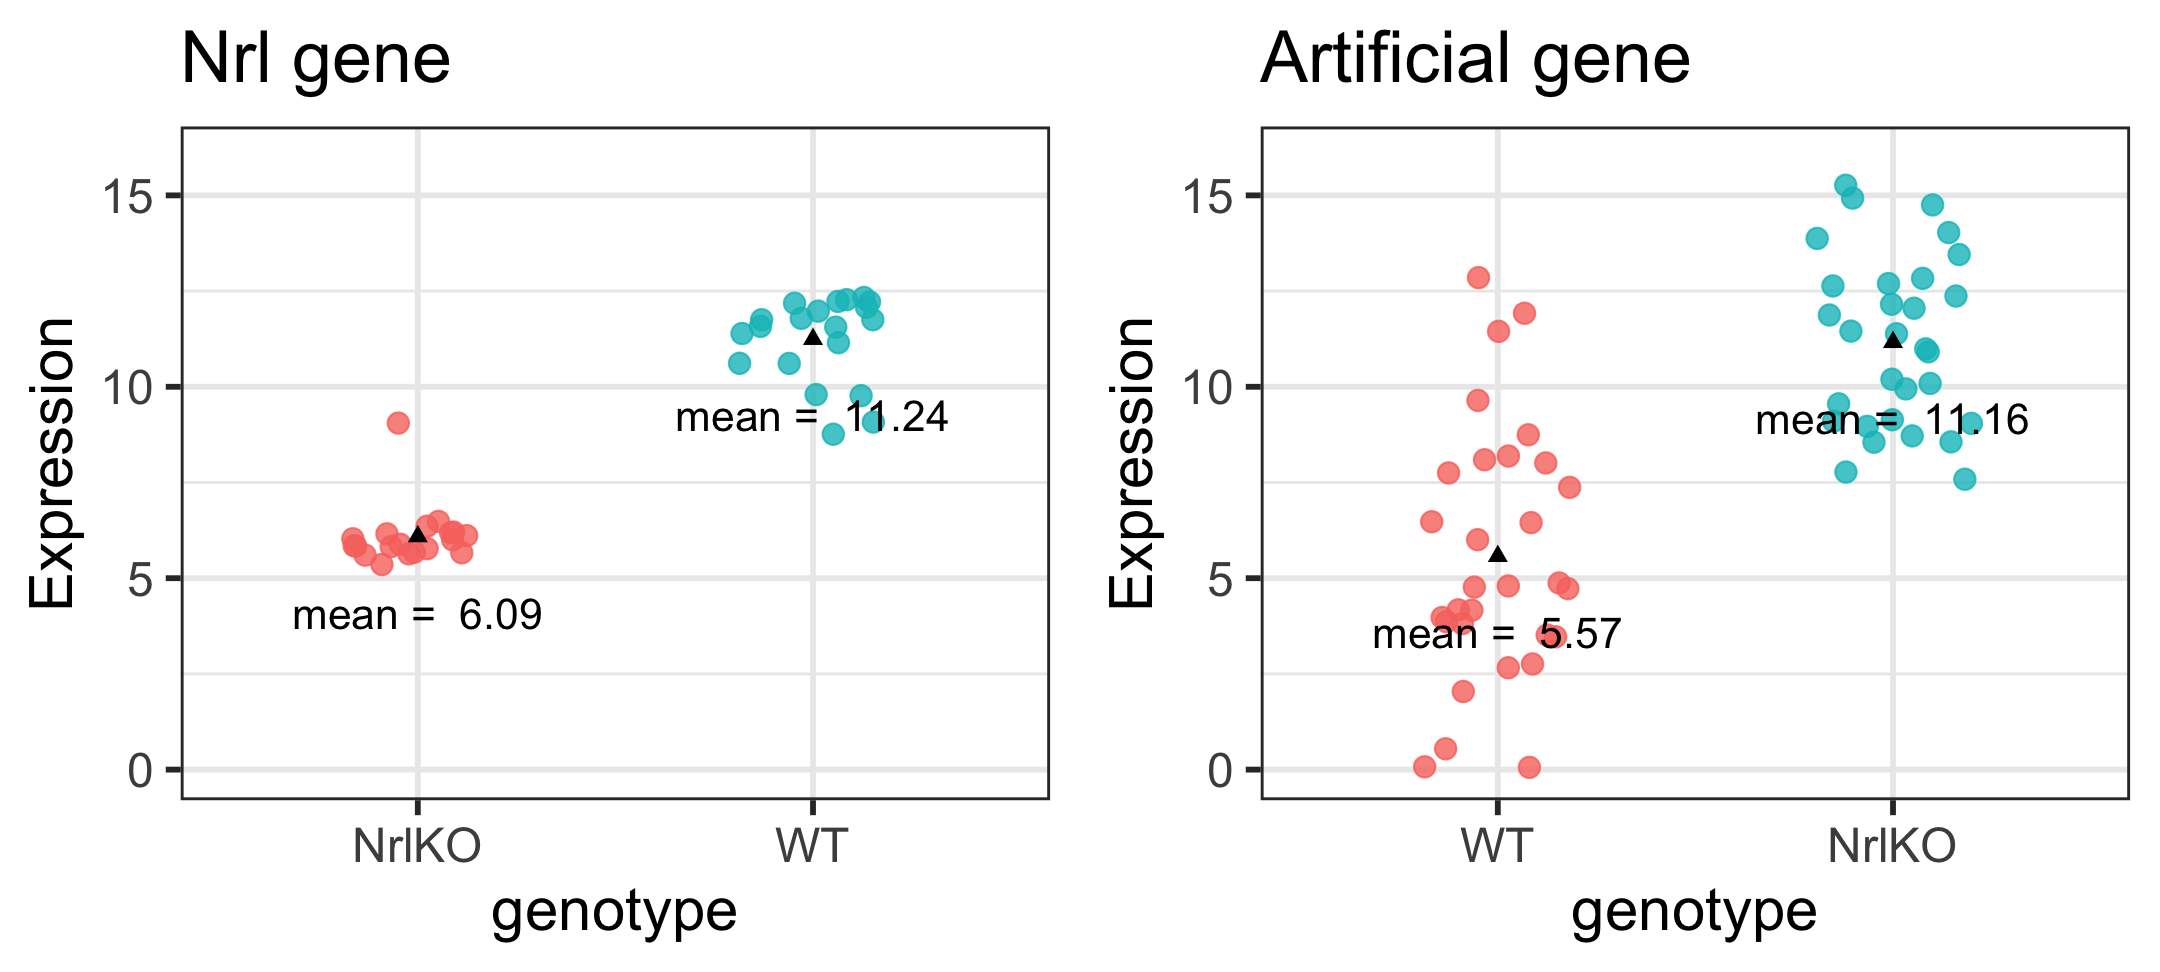 Nrl gene
Expression
15
10
5
0
mean = 6.09
mean = 11.24
NrlKO
WT
genotype
Artificial gene
Expression
15
10
5
0
mean = 5.57
mean = 11.16
WT
NrlKO
genotype